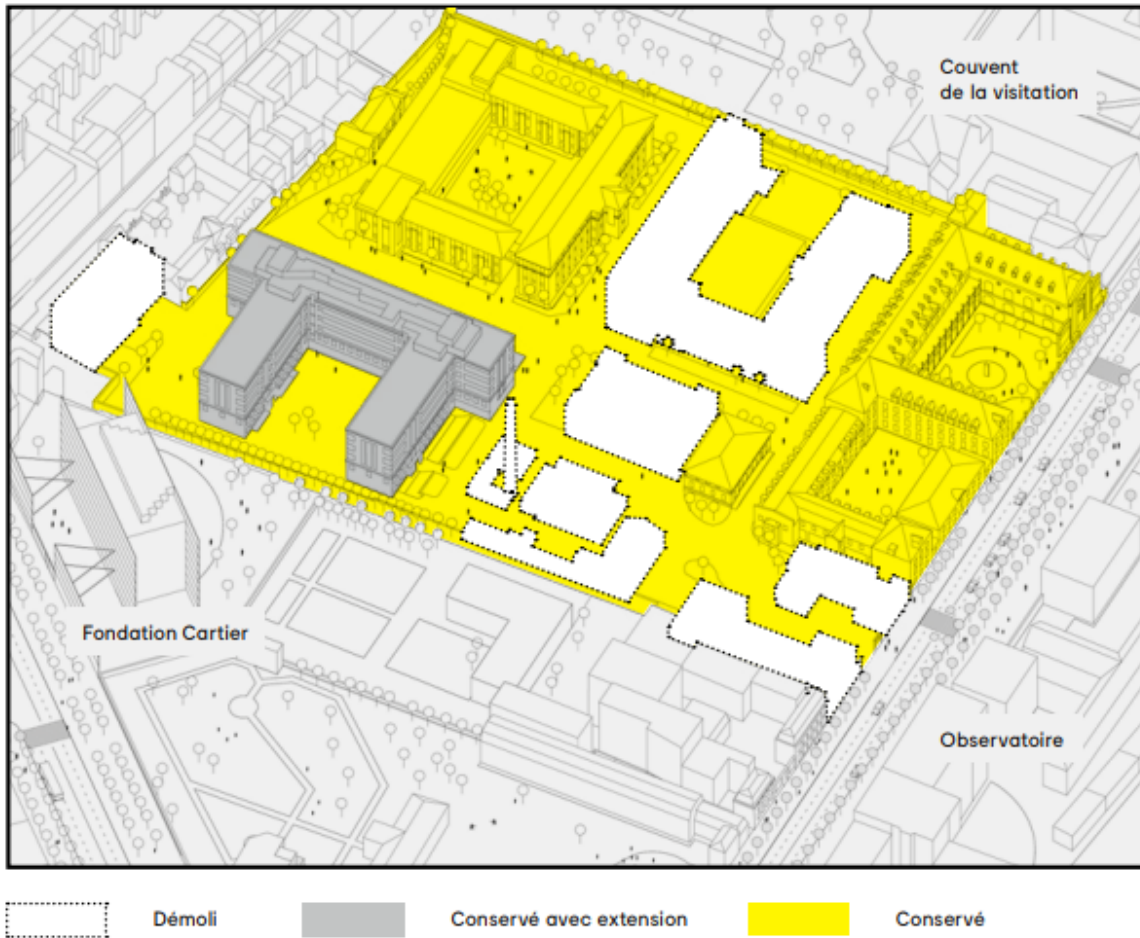 Couvent
de la visitation
Fondation Cartier
Observatoire
Démoli
Conservé avec extension
Conservé